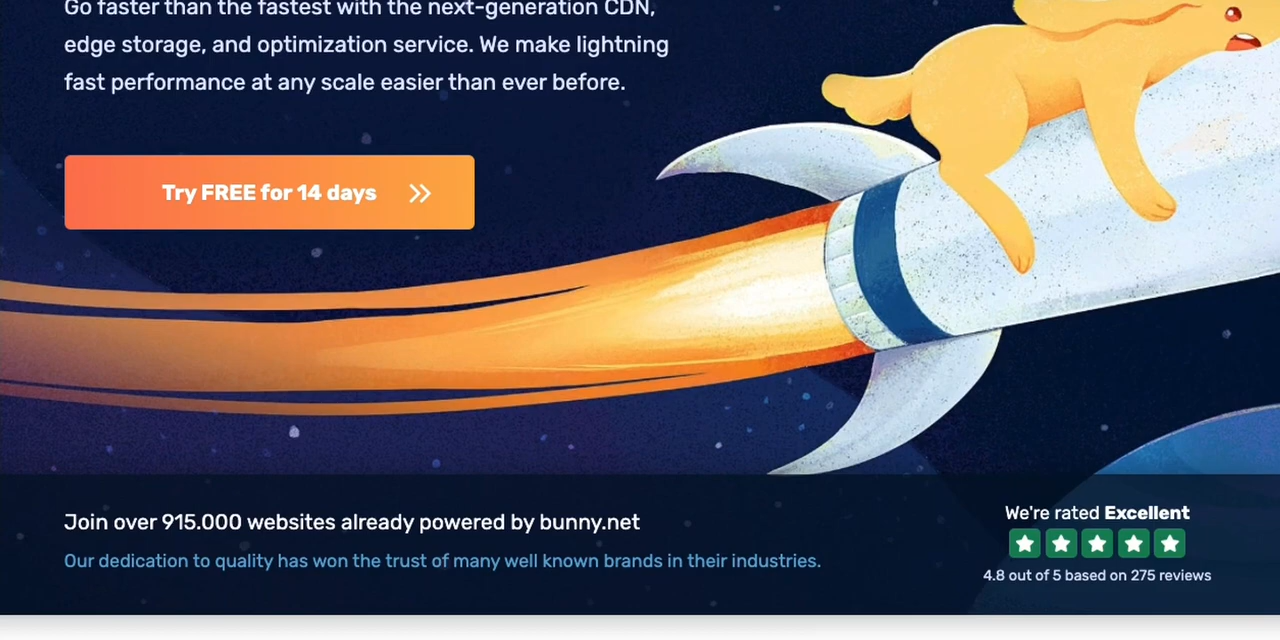 Go faster than the fastest with the next-generation CDN,
edge storage, and optimization service. We make lightning
fast performance at any scale easier than ever before.
Try FREE for 14 days
Join over 915.000 websites already powered by bunny.net
Our dedication to quality has won the trust of many well known brands in their industries.
We're rated Excellent
4.8 out of 5 based on 275 reviews